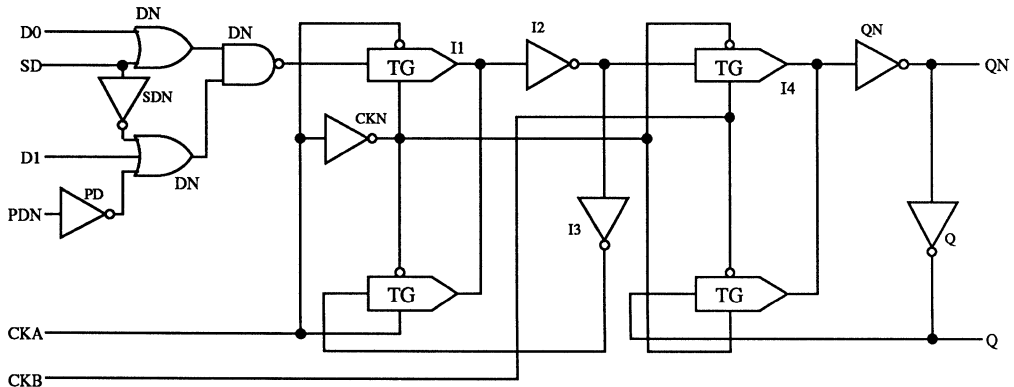 DN
D0
DN
I1
I2
QN
SD
TG
TG
QN
SDN
I4
CKN
D1
DN
PD
PDN
I3
Q
TG
TG
CKA
Q
CKB